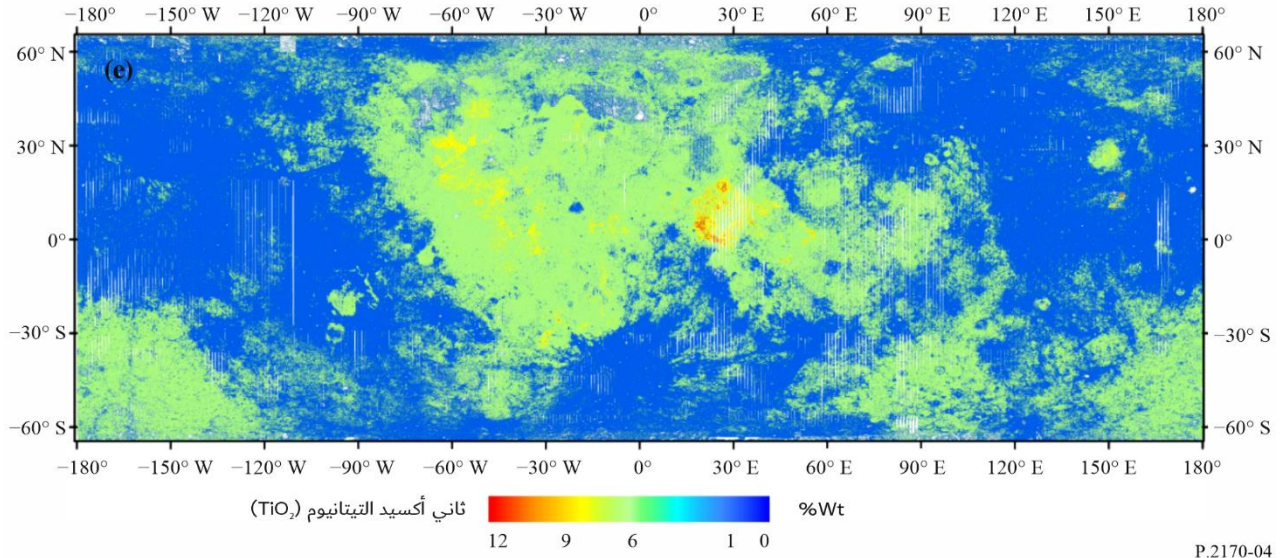 −180° −150° W −120° W −90° W −60° W −30° W 0° 30° E 60° E 90° E 120° E 150° E 180°
60° N 60° N
(e)
30° N 30° N
0° 0°
−30° S −30° S
−60° S −60° S
−180° −150° W −120° W −90° W −60° W −30° W 0° 30° E 60° E 90° E 120° E 150° E 180°
ثاني أكسيد التيتانيوم (TiO₂) %Wt
12 9 6 1 0
P.2170-04